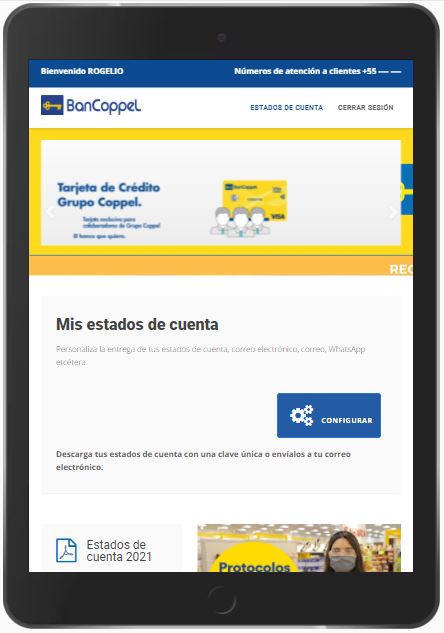 Bienvenido ROGELIO
Números de atención a clientes +55 ---- ----
BanCoppel
ESTADOS DE CUENTA
CERRAR SESIÓN
Tarjeta de Crédito
Grupo Coppel.
Tarjeta exclusiva para
colaboradores de Grupo Coppel
El banco que quiero.
BanCoppel
VISA
REC
Mis estados de cuenta
Personaliza la entrega de tus estados de cuenta, correo electrónico, correo, WhatsApp
etcétera.
CONFIGURAR
Descarga tus estados de cuenta con una clave única o envíalos a tu correo
electrónico.
Estados de
cuenta 2021
Protocolos